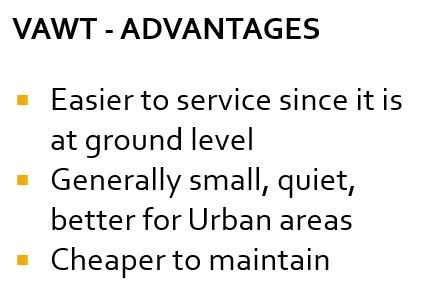 VAWT - ADVANTAGES
Easier to service since it is
at ground level
Generally small, quiet,
better for Urban areas
Cheaper to maintain